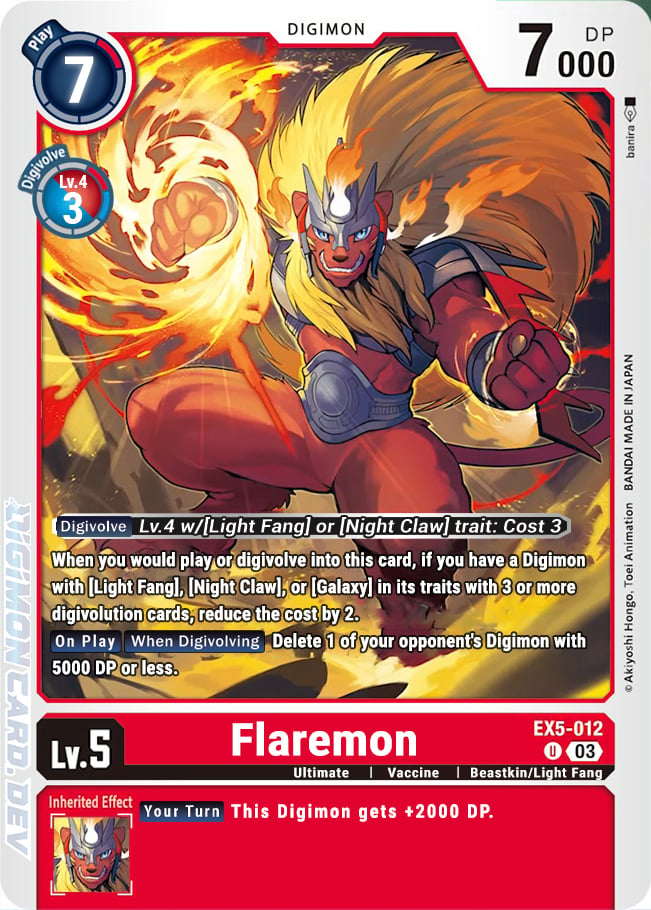 Play
7
DIGIMON
7000
DP
Digivolve
Lv.4
3
banira
Digivolve Lv.4 w/[Light Fang] or [Night Claw] trait: Cost 3
When you would play or digivolve into this card, if you have a Digimon
with [Light Fang], [Night Claw], or [Galaxy] in its traits with 3 or more
digivolution cards, reduce the cost by 2.
On Play When Digivolving Delete 1 of your opponent's Digimon with
5000 DP or less.
© Akiyoshi Hongo, Toei Animation BANDAI MADE IN JAPAN
DIGIMONCARD.DEV
Lv.5
Flaremon
EX5-012
U 03
Ultimate | Vaccine | Beastkin/Light Fang
Inherited Effect
Your Turn This Digimon gets +2000 DP.